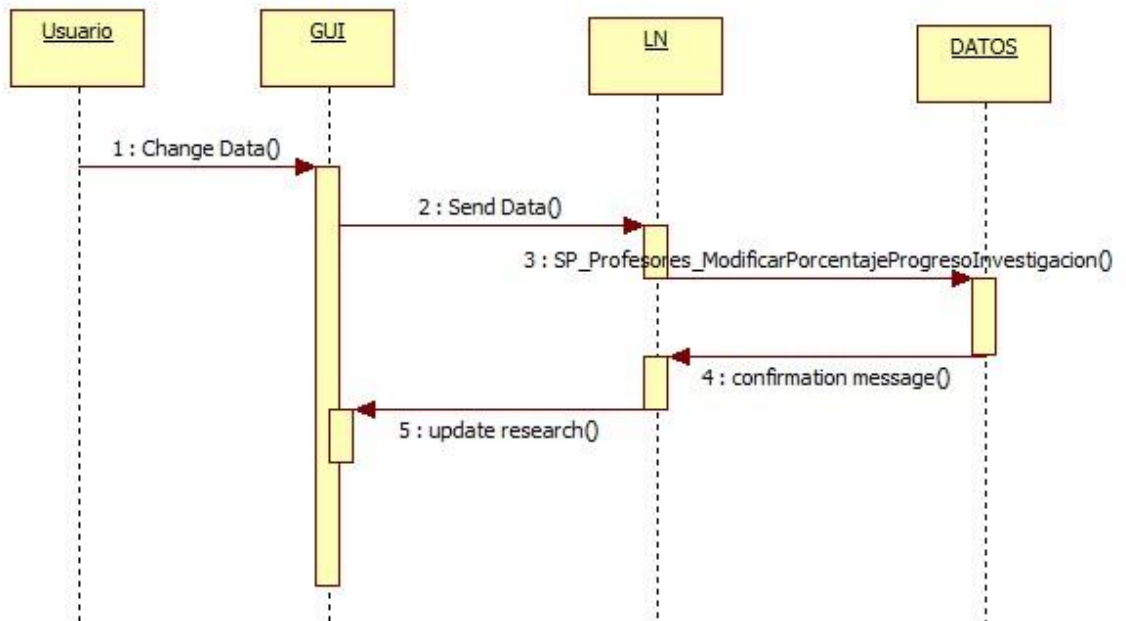 Usuario
GUI
LN
DATOS
1 : Change Data()
2 : Send Data()
3 : SP_Profesores_ModificarPorcentajeProgresoInvestigacion()
4 : confirmation message()
5 : update research()